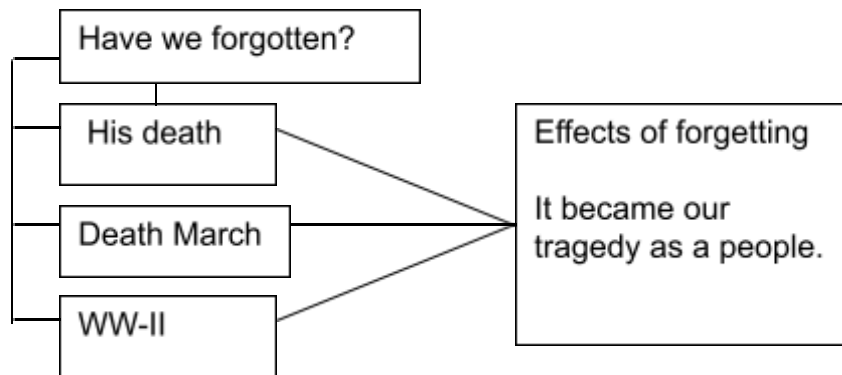 Have we forgotten?
His death
Death March
WW-II
Effects of forgetting
It became our
tragedy as a people.